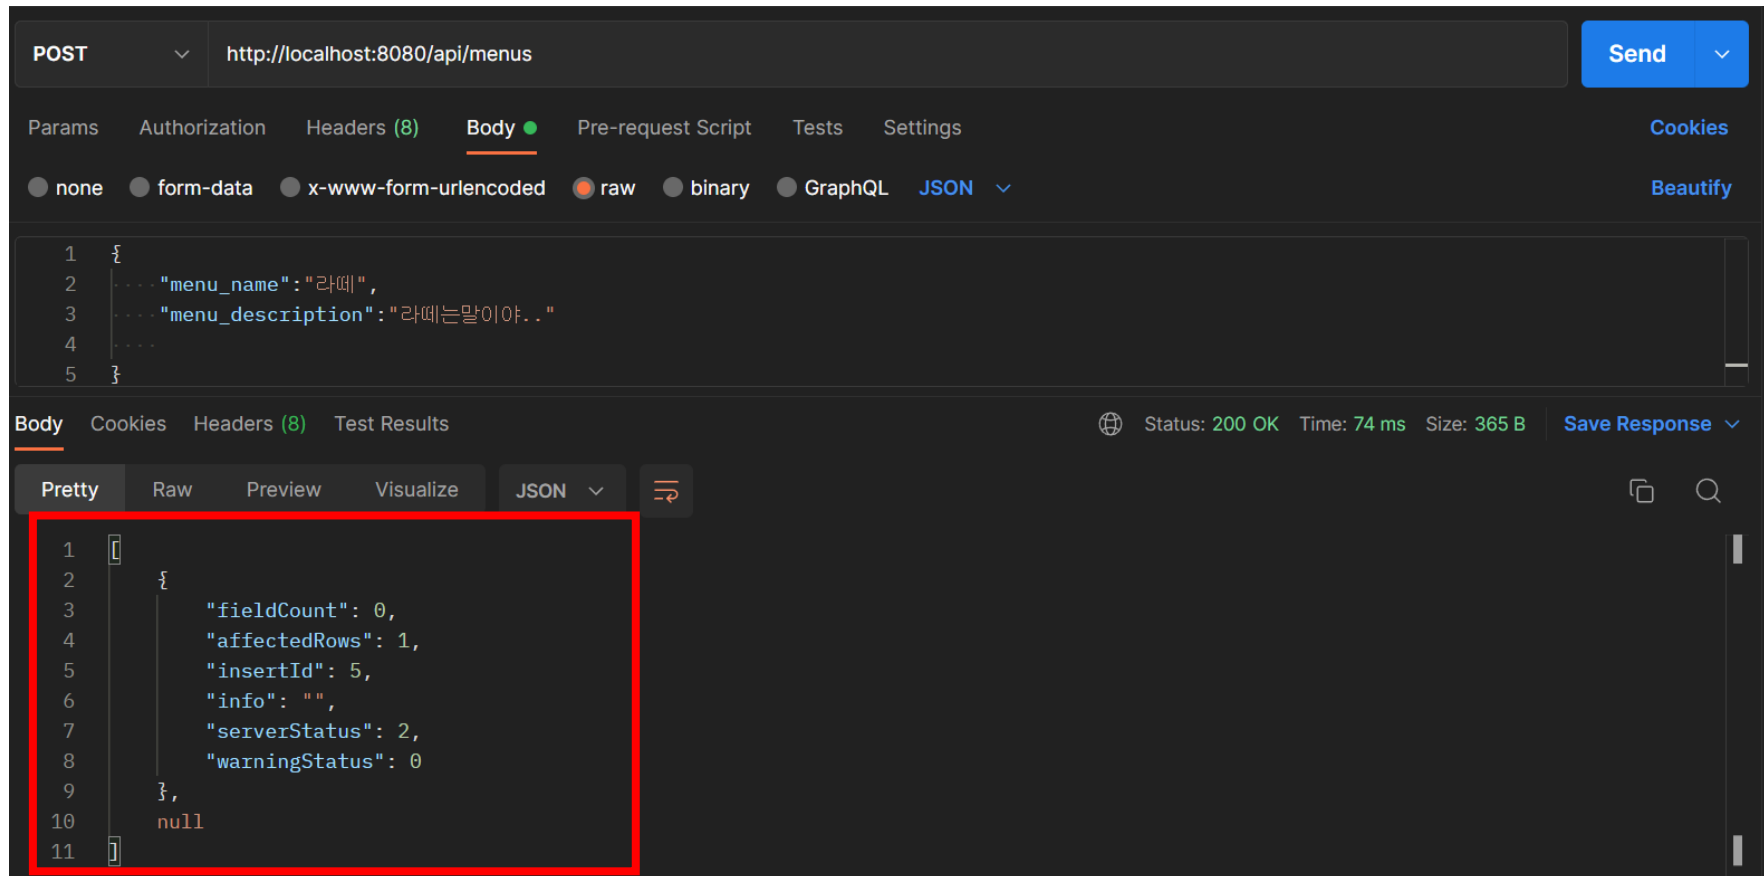 POST http://localhost:8080/api/menus Send
Params Authorization Headers (8) Body Pre-request Script Tests Settings Cookies
none form-data x-www-form-urlencoded raw binary GraphQL JSON Beautify
1 {
2 ····"menu_name":"라떼",
3 ····"menu_description":"라떼는말이야.."
4 ····
5 }
Body Cookies Headers (8) Test Results Status: 200 OK Time: 74 ms Size: 365 B Save Response
Pretty Raw Preview Visualize JSON
1 [
2 {
3 "fieldCount": 0,
4 "affectedRows": 1,
5 "insertId": 5,
6 "info": "",
7 "serverStatus": 2,
8 "warningStatus": 0
9 },
10 null
11 ]